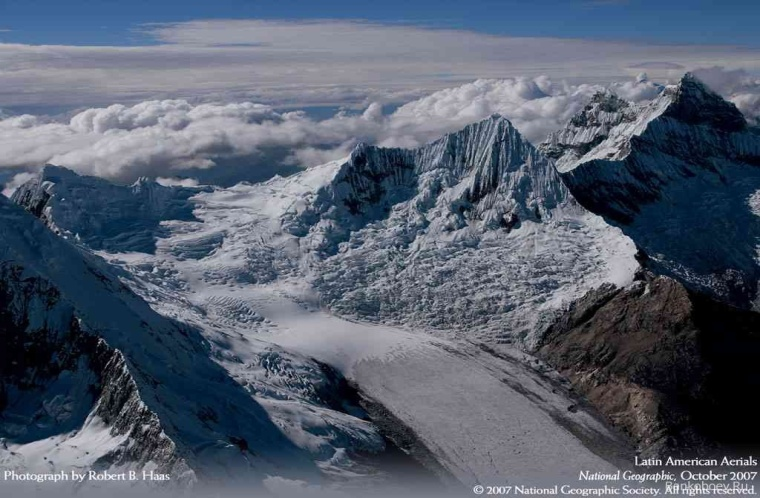 Photograph by Robert B. Haas
Latin American Aerials
National Geographic, October 2007
© 2007 National Geographic Society. All rights reserved.